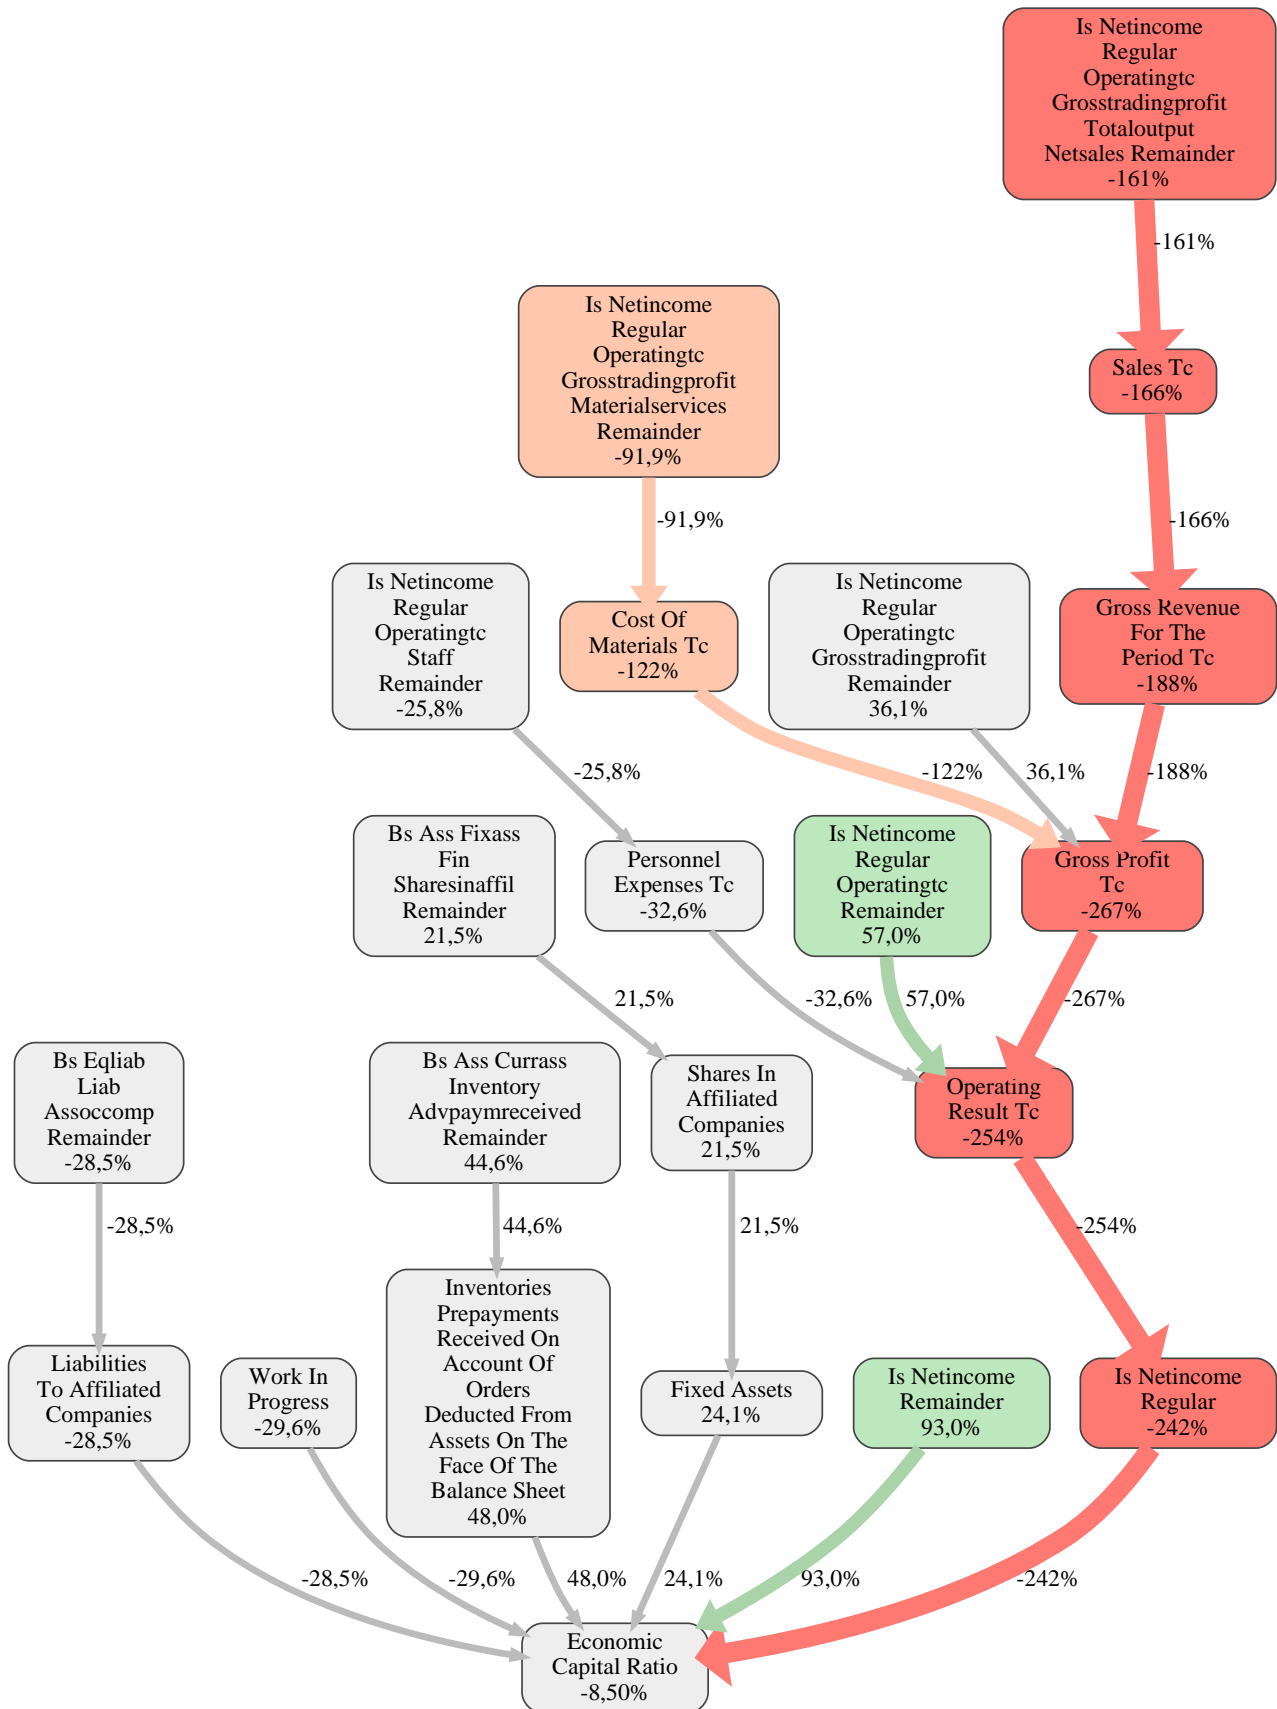 Is Netincome
Regular
Operatingtc
Grosstradingprofit
Totaloutput
Netsales Remainder
-161%
-161%
Is Netincome
Regular
Operatingtc
Grosstradingprofit
Materialservices
Remainder
-91,9%
Sales Tc
-166%
-91,9%
-166%
Is Netincome
Regular
Operatingtc
Staff
Remainder
-25,8%
Cost Of
Materials Tc
-122%
Is Netincome
Regular
Operatingtc
Grosstradingprofit
Remainder
36,1%
Gross Revenue
For The
Period Tc
-188%
-25,8%
-122%
36,1%
-188%
Bs Ass Fixass
Fin
Sharesinaffil
Remainder
21,5%
Personnel
Expenses Tc
-32,6%
Is Netincome
Regular
Operatingtc
Remainder
57,0%
Gross Profit
Tc
-267%
21,5%
-32,6%
57,0%
-267%
Bs Eqliab
Liab
Assoccomp
Remainder
-28,5%
Bs Ass Currass
Inventory
Advpaymreceived
Remainder
44,6%
Shares In
Affiliated
Companies
21,5%
Operating
Result Tc
-254%
-28,5%
44,6%
21,5%
-254%
Liabilities
To Affiliated
Companies
-28,5%
Work In
Progress
-29,6%
Inventories
Prepayments
Received On
Account Of
Orders
Deducted From
Assets On The
Face Of The
Balance Sheet
48,0%
Fixed Assets
24,1%
Is Netincome
Remainder
93,0%
Is Netincome
Regular
-242%
-28,5%
-29,6%
48,0%
24,1%
93,0%
-242%
Economic
Capital Ratio
-8,50%